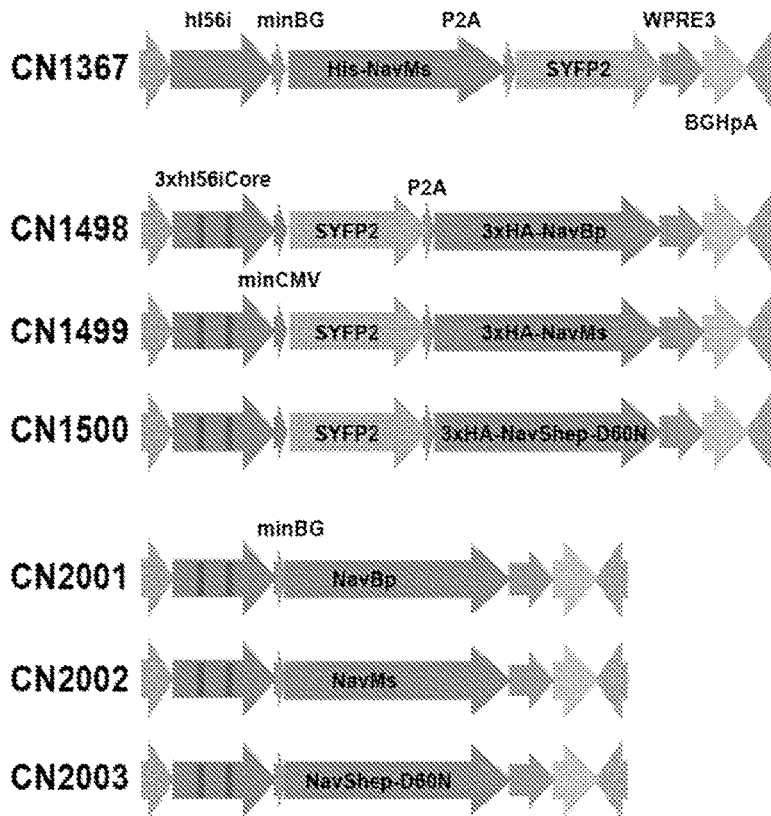 hI56i minBG P2A WPRE3
CN1367 His-NavMs SYFP2
BGHpA
3xhI56iCore P2A
CN1498 SYFP2 3xHA-NavBp
minCMV
CN1499 SYFP2 3xHA-NavMs
CN1500 SYFP2 3xHA-NavShep-D60N
minBG
CN2001 NavBp
CN2002 NavMs
CN2003 NavShep-D60N